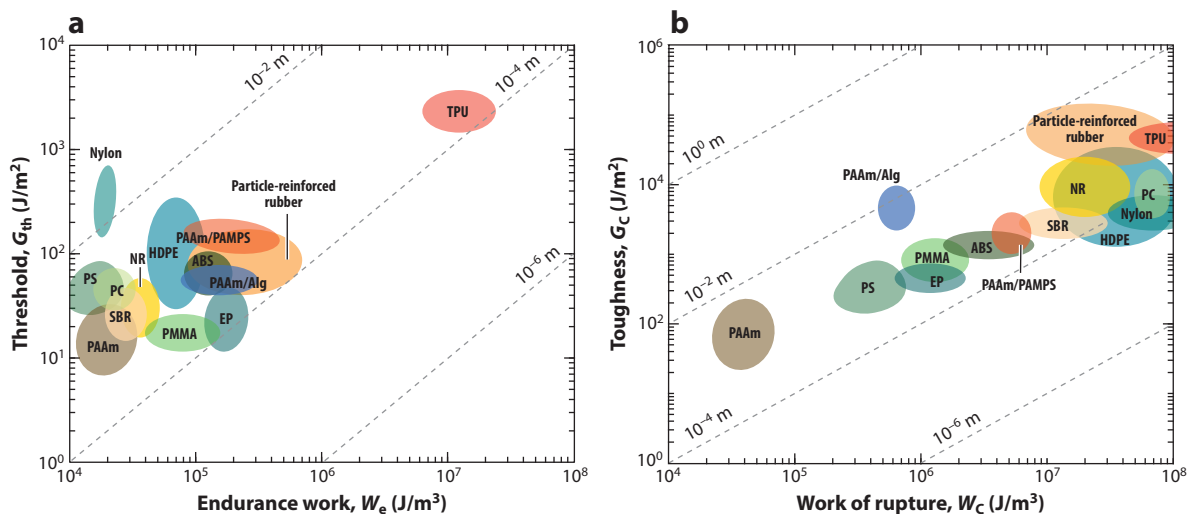 a
10⁴
10³
10²
10¹
10⁰
Threshold, Gth (J/m²)
10⁻² m
10⁻⁴ m
10⁻⁶ m
TPU
Nylon
Particle-reinforced
rubber
PAAm/PAMPS
HDPE
NR
ABS
PS
PC
PAAm/Alg
SBR
EP
PMMA
PAAm
10⁴
10⁵
10⁶
10⁷
10⁸
Endurance work, We (J/m³)
b
10⁶
10⁴
10²
10⁰
Toughness, GC (J/m²)
10⁰ m
10⁻² m
10⁻⁴ m
10⁻⁶ m
Particle-reinforced
rubber
TPU
PAAm/Alg
NR
PC
Nylon
SBR
HDPE
ABS
PMMA
EP
PS
PAAm/PAMPS
PAAm
10⁴
10⁵
10⁶
10⁷
10⁸
Work of rupture, WC (J/m³)